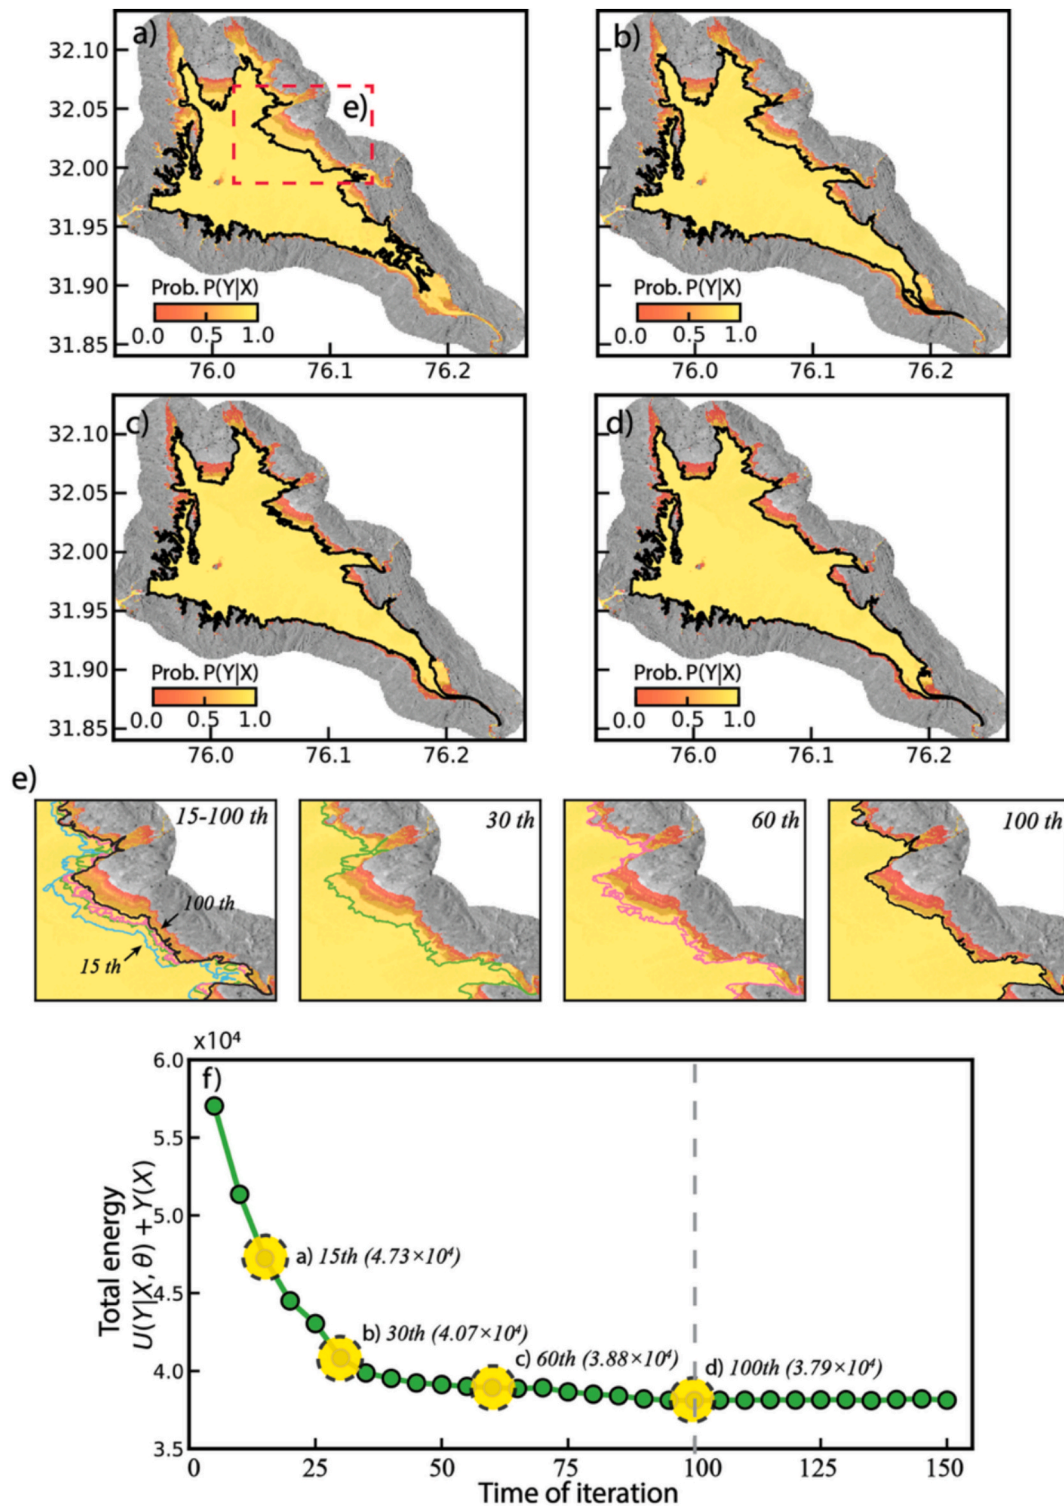 a)
b)
e)
32.10
32.05
32.00
31.95
31.90
31.85
Prob. P(Y|X)
0.0 0.5 1.0
Prob. P(Y|X)
0.0 0.5 1.0
76.0 76.1 76.2
76.0 76.1 76.2
c)
d)
32.10
32.05
32.00
31.95
31.90
31.85
Prob. P(Y|X)
0.0 0.5 1.0
Prob. P(Y|X)
0.0 0.5 1.0
76.0 76.1 76.2
76.0 76.1 76.2
e)
15-100 th
100 th
15 th
30 th
60 th
100 th
x10⁴
f)
6.0
5.5
5.0
4.5
4.0
3.5
Total energy
U(Y|X, θ) + Y(X)
a) 15th (4.73×10⁴)
b) 30th (4.07×10⁴)
c) 60th (3.88×10⁴)
d) 100th (3.79×10⁴)
0 25 50 75 100 125 150
Time of iteration